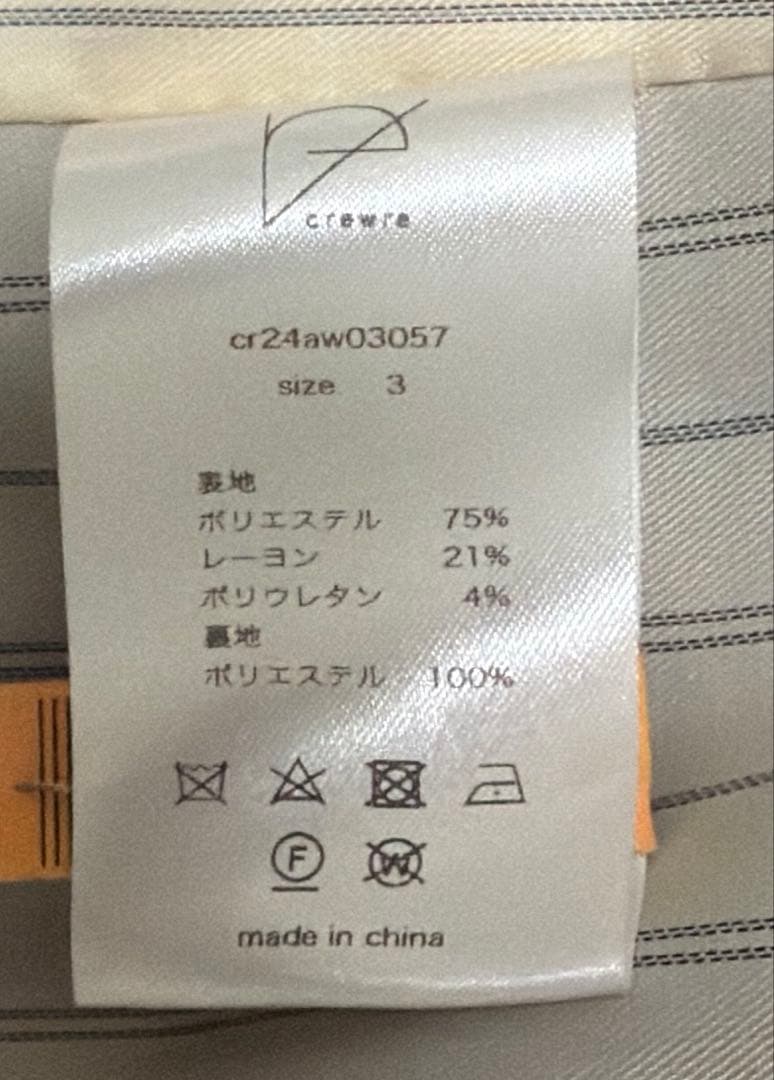 crewre
cr24aw03057
size 3
表地
ポリエステル 75%
レーヨン 21%
ポリウレタン 4%
裏地
ポリエステル 100%
F
W
made in china